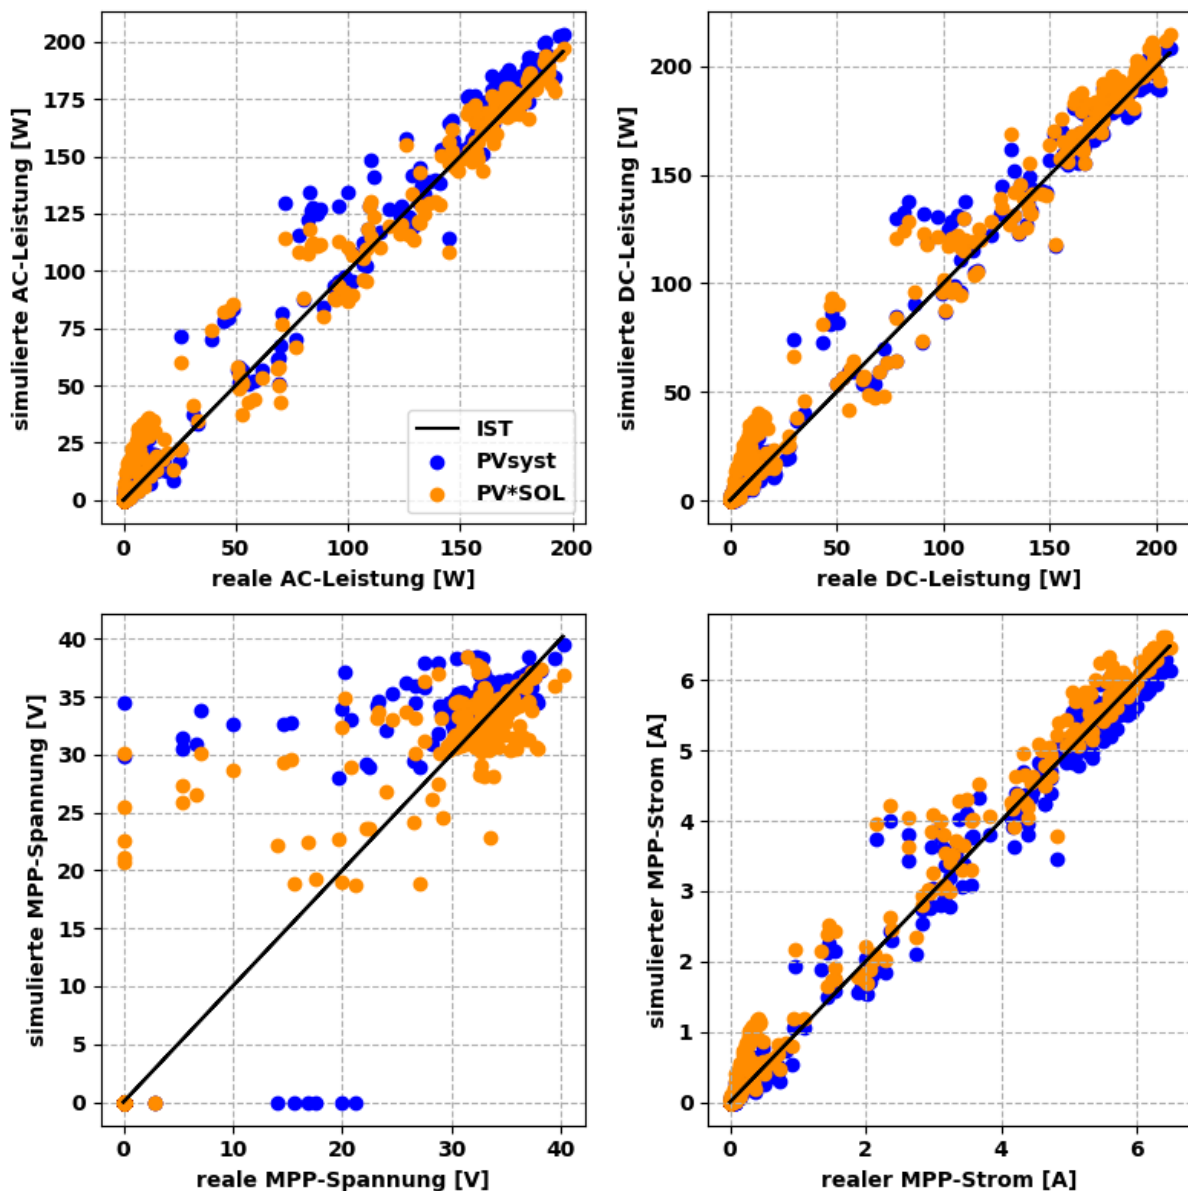 simulierte AC-Leistung [W]
200
175
150
125
100
75
50
25
0
IST
PVsyst
PV*SOL
0 50 100 150 200
reale AC-Leistung [W]
simulierte DC-Leistung [W]
200
150
100
50
0
0 50 100 150 200
reale DC-Leistung [W]
simulierte MPP-Spannung [V]
40
35
30
25
20
15
10
5
0
0 10 20 30 40
reale MPP-Spannung [V]
simulierter MPP-Strom [A]
6
5
4
3
2
1
0
0 2 4 6
realer MPP-Strom [A]